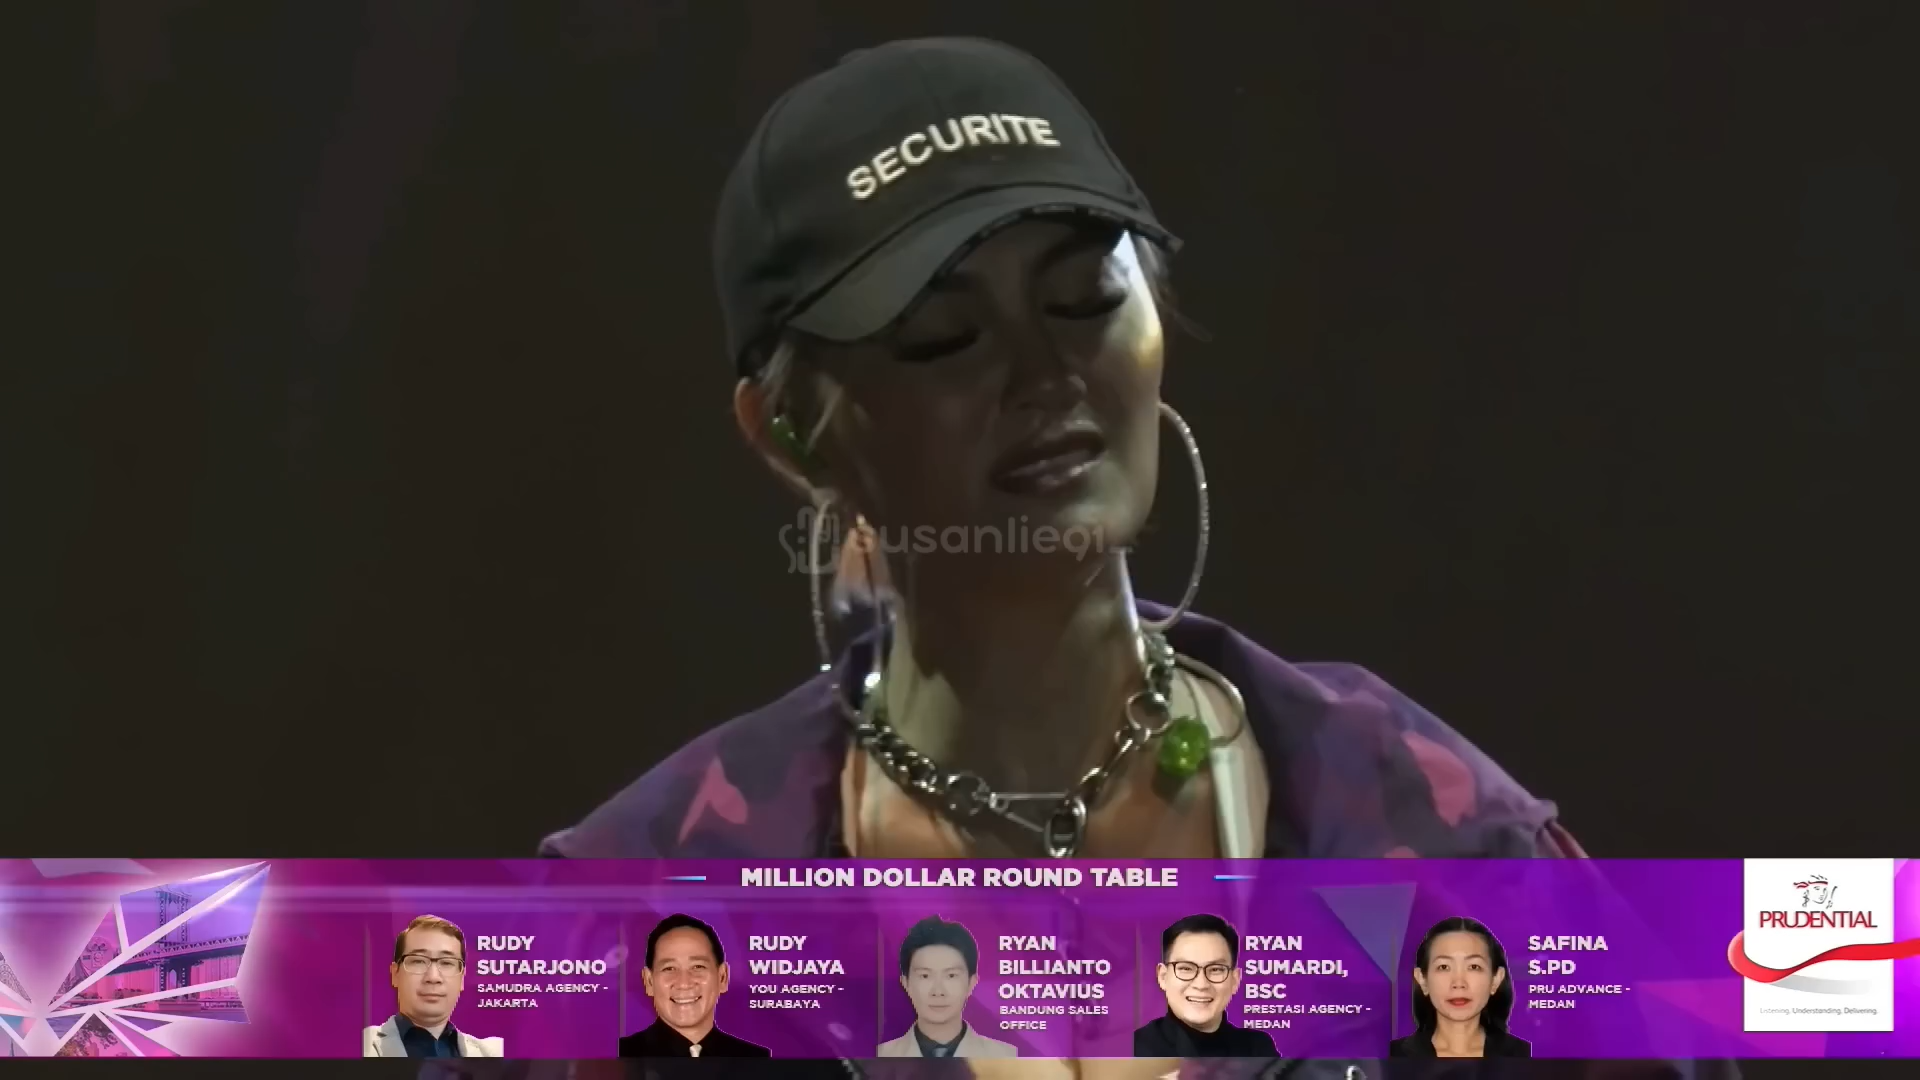 SECURITE
susanlie91
MILLION DOLLAR ROUND TABLE
RUDY
SUTARJONO
SAMUDRA AGENCY -
JAKARTA
RUDY
WIDJAYA
YOU AGENCY -
SURABAYA
RYAN
BILLIANTO
OKTAVIUS
BANDUNG SALES
OFFICE
RYAN
SUMARDI,
BSC
PRESTASI AGENCY -
MEDAN
SAFINA
S.PD
PRU ADVANCE -
MEDAN
PRUDENTIAL
Listening. Understanding. Delivering.